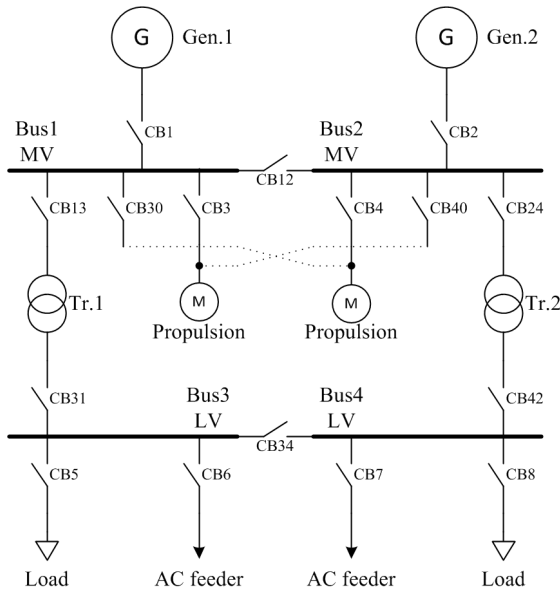 G Gen.1 G Gen.2
CB1 CB2
Bus1 Bus2
MV MV
CB12
CB13 CB30 CB3 CB4 CB40 CB24
Tr.1 M M Tr.2
Propulsion Propulsion
CB31 CB42
Bus3 Bus4
LV LV
CB34
CB5 CB6 CB7 CB8
Load AC feeder AC feeder Load